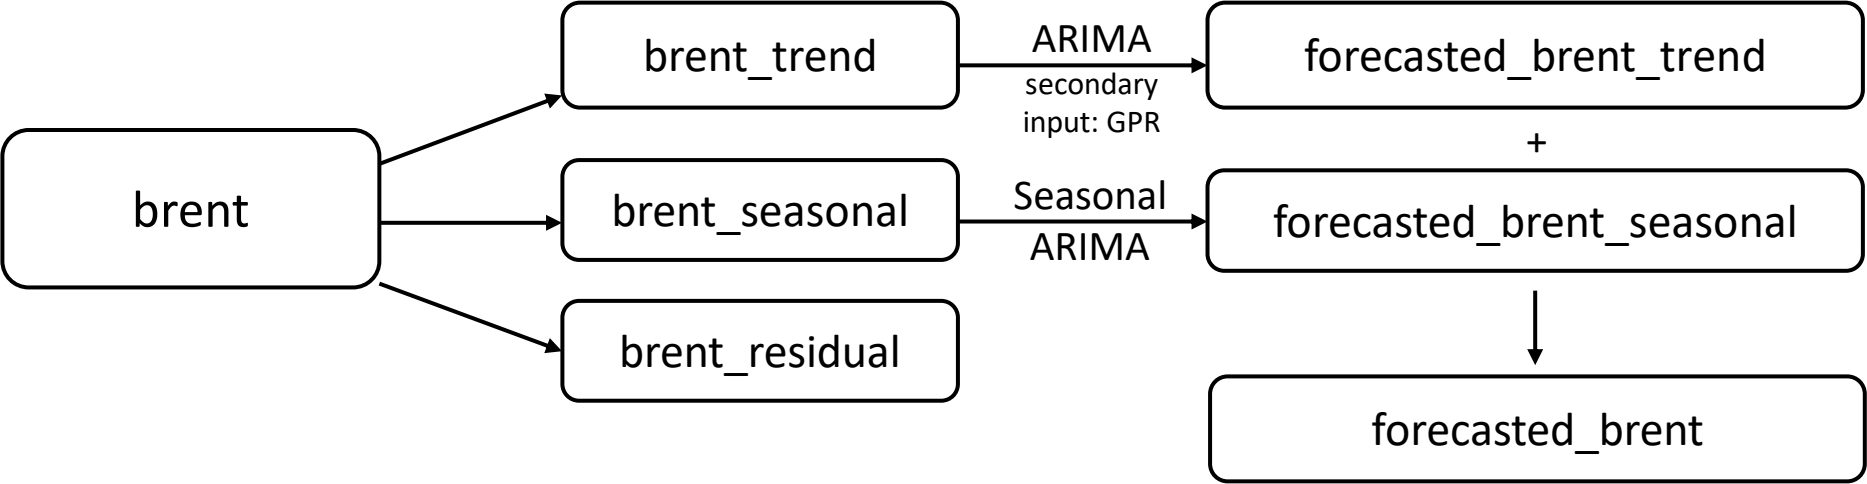 brent
brent_trend
brent_seasonal
brent_residual
ARIMA
secondary
input: GPR
Seasonal
ARIMA
forecasted_brent_trend
+
forecasted_brent_seasonal
forecasted_brent